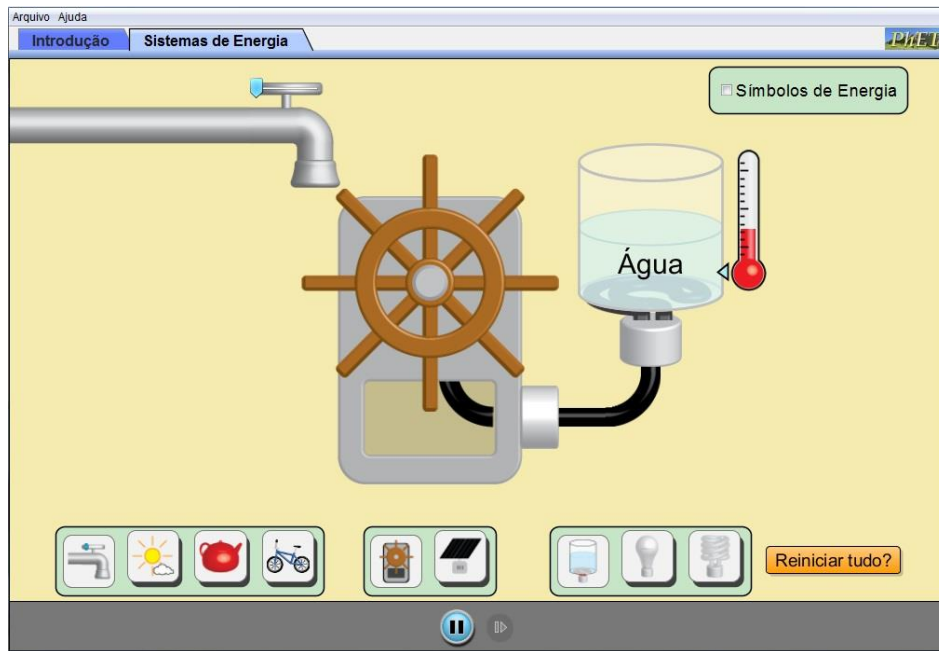 Arquivo Ajuda
Introdução Sistemas de Energia
PhET
Símbolos de Energia
Água
Reiniciar tudo?